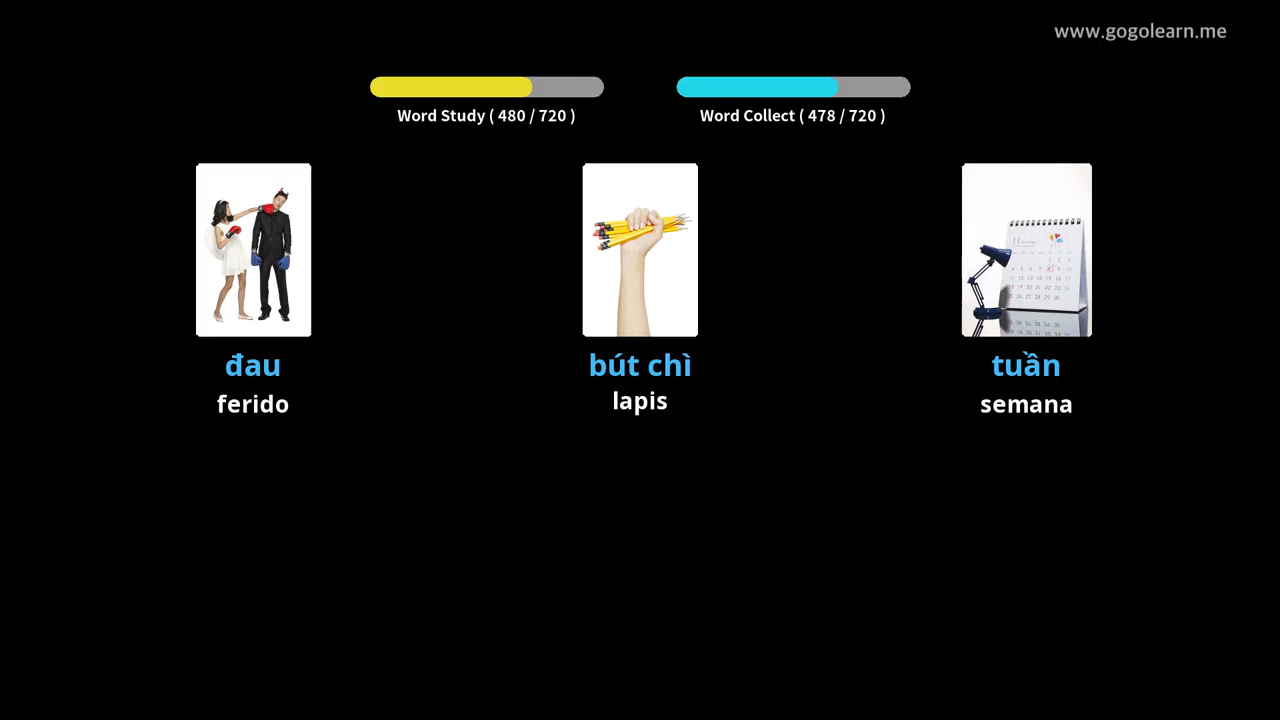 www.gogolearn.me
Word Study ( 480 / 720 )
Word Collect ( 478 / 720 )
đau
bút chì
tuần
ferido
lapis
semana